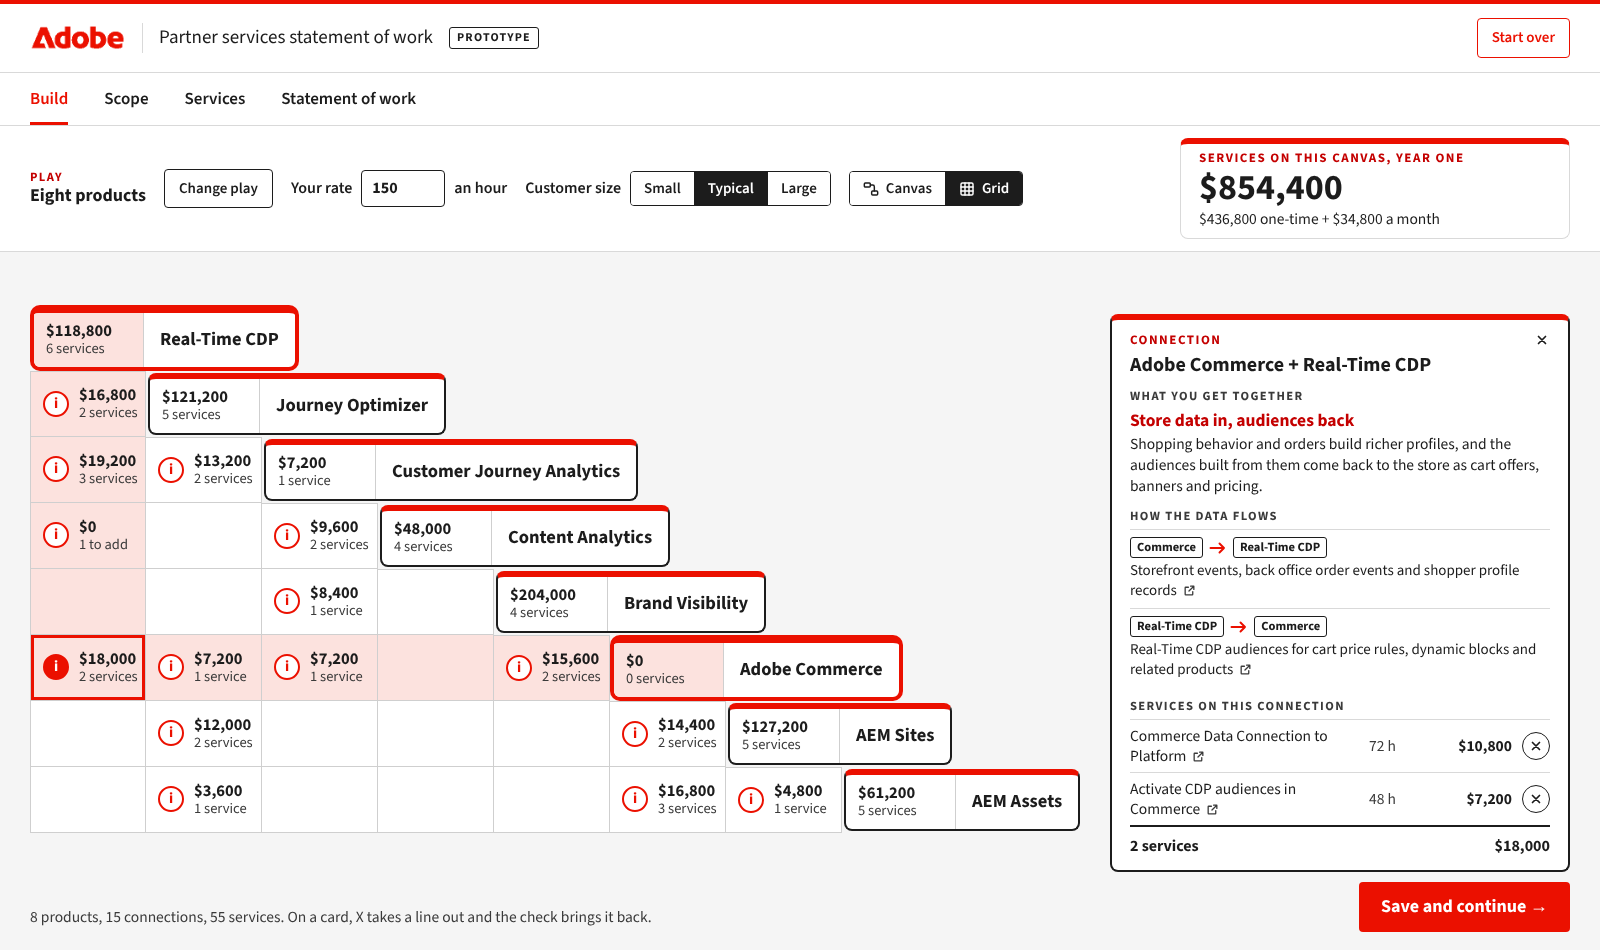 Adobe
Partner services statement of work
PROTOTYPE
Start over
Build
Scope
Services
Statement of work
PLAY
Eight products
Change play
Your rate
150
an hour
Customer size
Small
Typical
Large
Canvas
Grid
SERVICES ON THIS CANVAS, YEAR ONE
$854,400
$436,800 one-time + $34,800 a month
$118,800
6 services
Real-Time CDP
i
$16,800
2 services
$121,200
5 services
Journey Optimizer
i
$19,200
3 services
i
$13,200
2 services
$7,200
1 service
Customer Journey Analytics
i
$0
1 to add
i
$9,600
2 services
$48,000
4 services
Content Analytics
i
$8,400
1 service
$204,000
4 services
Brand Visibility
i
$18,000
2 services
i
$7,200
1 service
i
$7,200
1 service
i
$15,600
2 services
$0
0 services
Adobe Commerce
i
$12,000
2 services
i
$14,400
2 services
$127,200
5 services
AEM Sites
i
$3,600
1 service
i
$16,800
3 services
i
$4,800
1 service
$61,200
5 services
AEM Assets
CONNECTION
Adobe Commerce + Real-Time CDP
WHAT YOU GET TOGETHER
Store data in, audiences back
Shopping behavior and orders build richer profiles, and the
audiences built from them come back to the store as cart offers,
banners and pricing.
HOW THE DATA FLOWS
Commerce → Real-Time CDP
Storefront events, back office order events and shopper profile
records
Real-Time CDP → Commerce
Real-Time CDP audiences for cart price rules, dynamic blocks and
related products
SERVICES ON THIS CONNECTION
Commerce Data Connection to
Platform
72 h
$10,800
Activate CDP audiences in
Commerce
48 h
$7,200
2 services
$18,000
8 products, 15 connections, 55 services. On a card, X takes a line out and the check brings it back.
Save and continue →